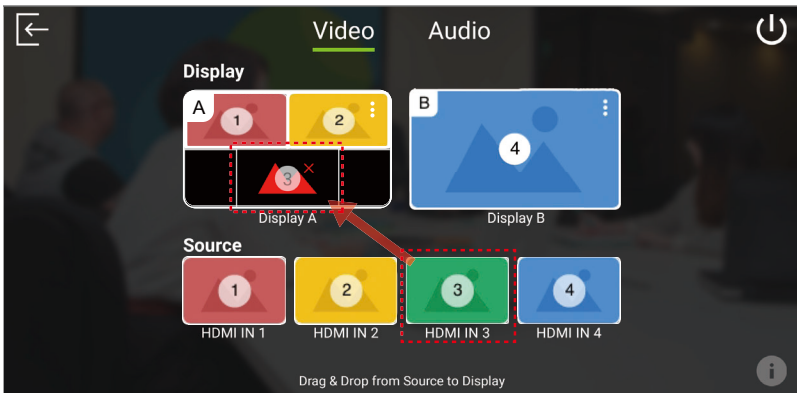 Video Audio
Display
A
1
2
3
B
4
Display A
Display B
Source
1
2
3
4
HDMI IN 1
HDMI IN 2
HDMI IN 3
HDMI IN 4
Drag & Drop from Source to Display
i